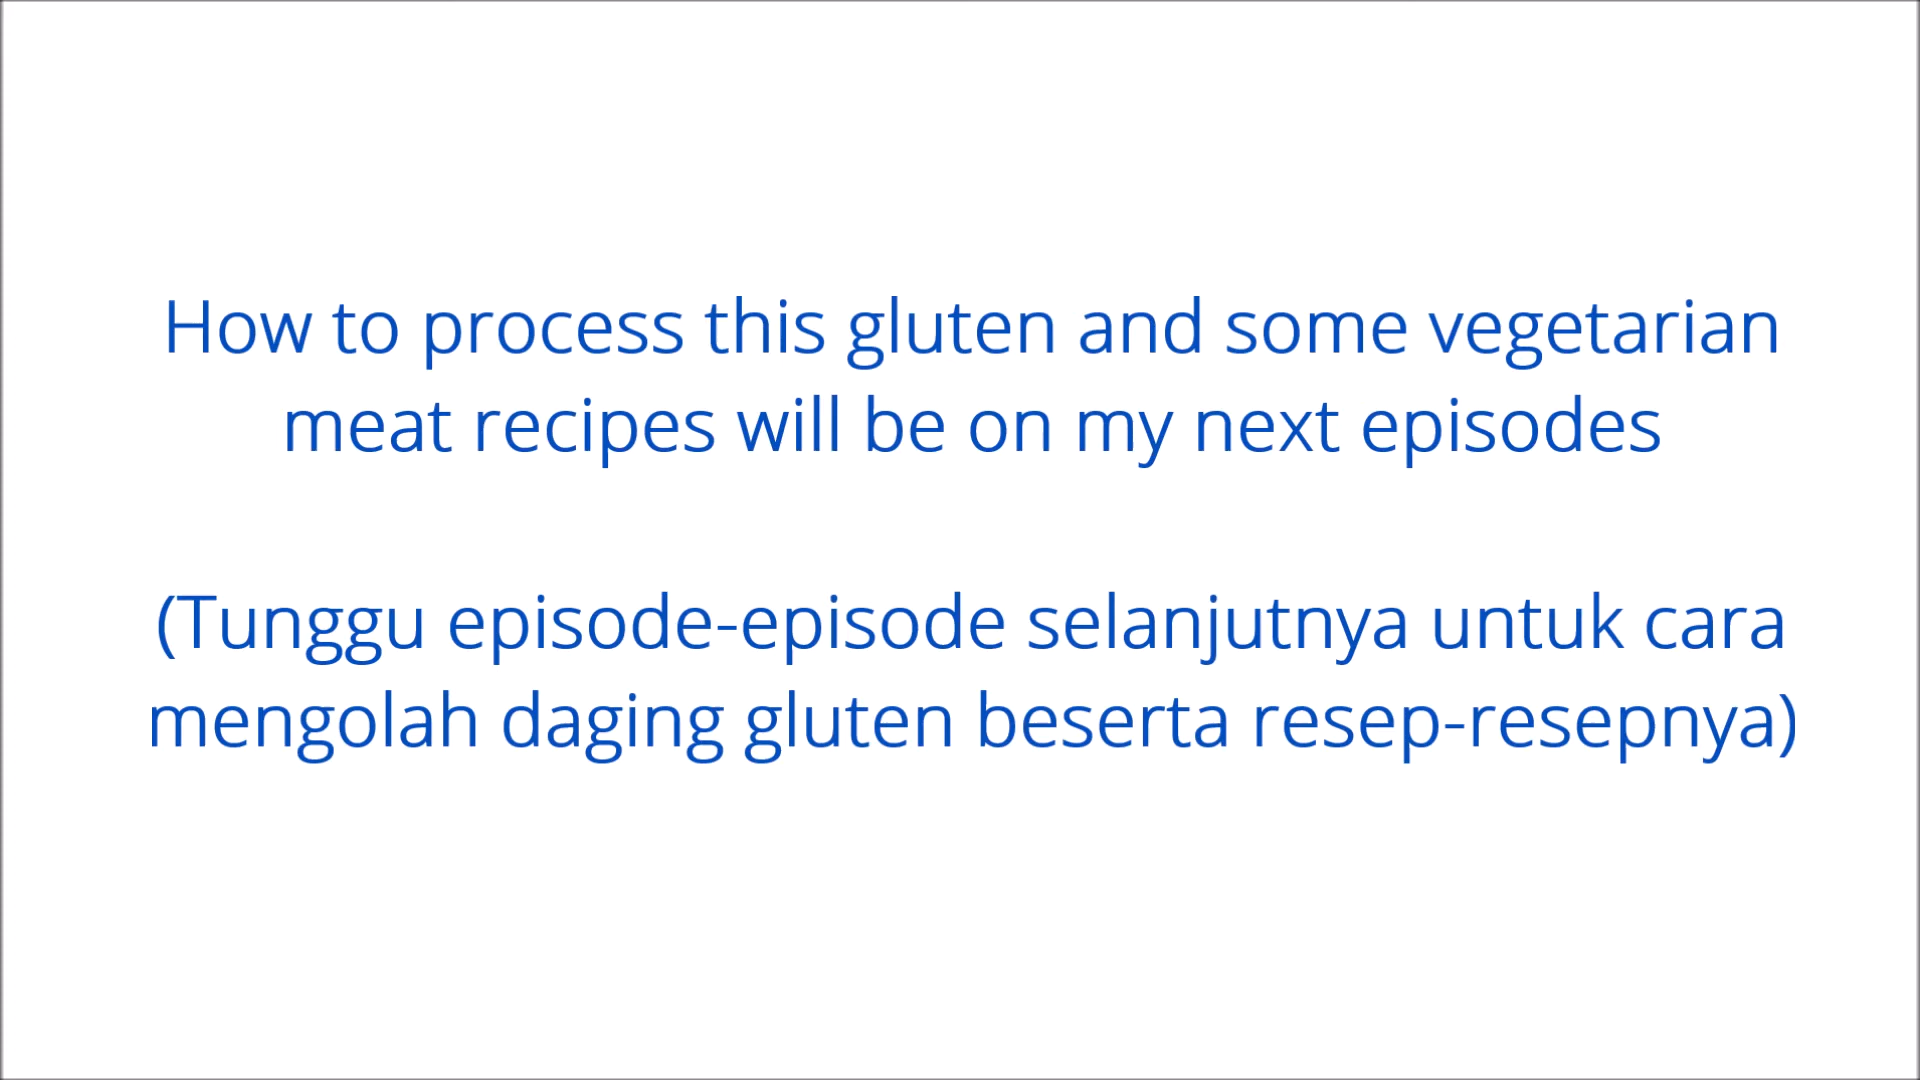 How to process this gluten and some vegetarian
meat recipes will be on my next episodes
(Tunggu episode-episode selanjutnya untuk cara
mengolah daging gluten beserta resep-resepnya)